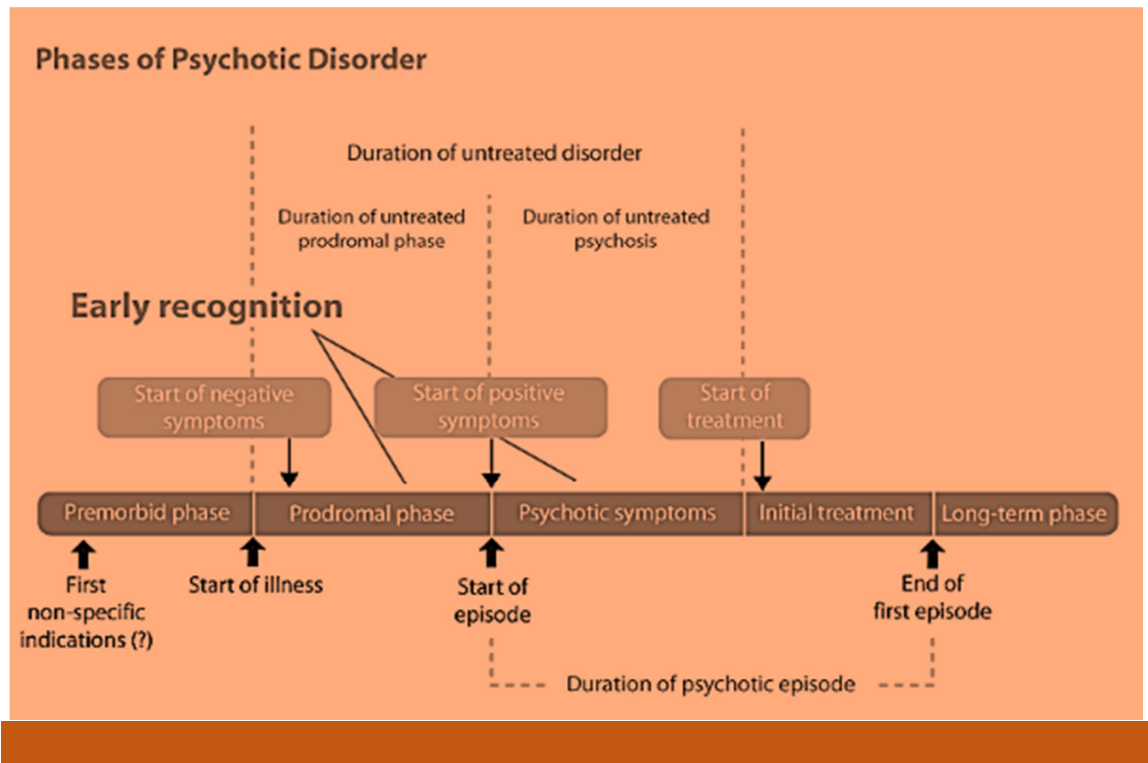 Phases of Psychotic Disorder
Duration of untreated disorder
Duration of untreated
prodromal phase
Duration of untreated
psychosis
Early recognition
Start of negative
symptoms
Start of positive
symptoms
Start of
treatment
Premorbid phase
Prodromal phase
Psychotic symptoms
Initial treatment
Long-term phase
First
non-specific
indications (?)
Start of illness
Start of
episode
End of
first episode
Duration of psychotic episode